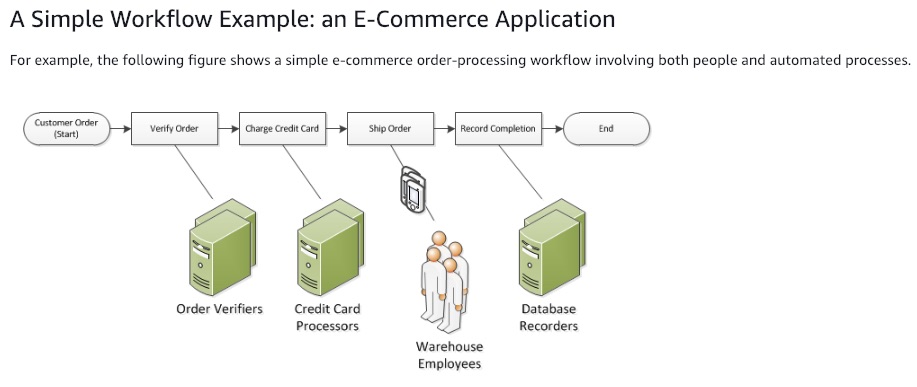 A Simple Workflow Example: an E-Commerce Application
For example, the following figure shows a simple e-commerce order-processing workflow involving both people and automated processes.
Customer Order
(Start)
Verify Order
Charge Credit Card
Ship Order
Record Completion
End
Order Verifiers
Credit Card
Processors
Warehouse
Employees
Database
Recorders